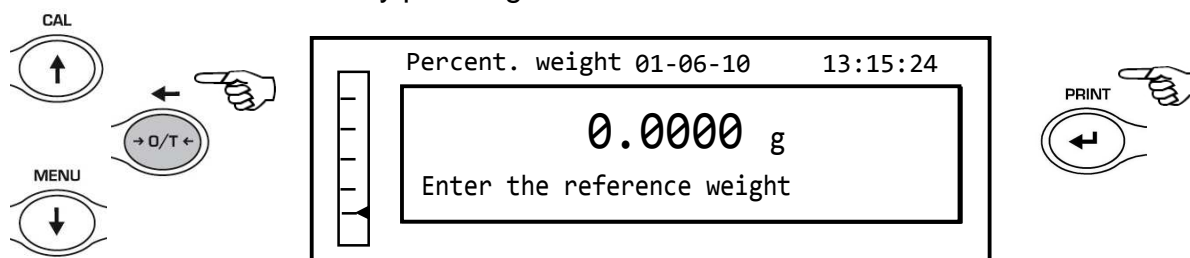 CAL
Percent. weight 01-06-10 13:15:24
PRINT
0.0000 g
→ 0/T ←
MENU
Enter the reference weight